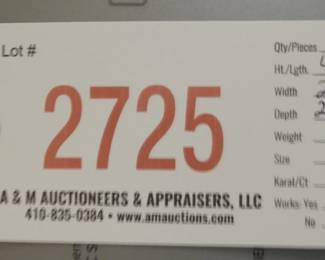 Lot #
2725
A & M AUCTIONEERS & APPRAISERS, LLC
410-835-0384 • www.amauctions.com
Qty/Pieces
Ht./Lgth.
Width
Depth
Weight
Size
Karat/Ct
Works: Yes
No